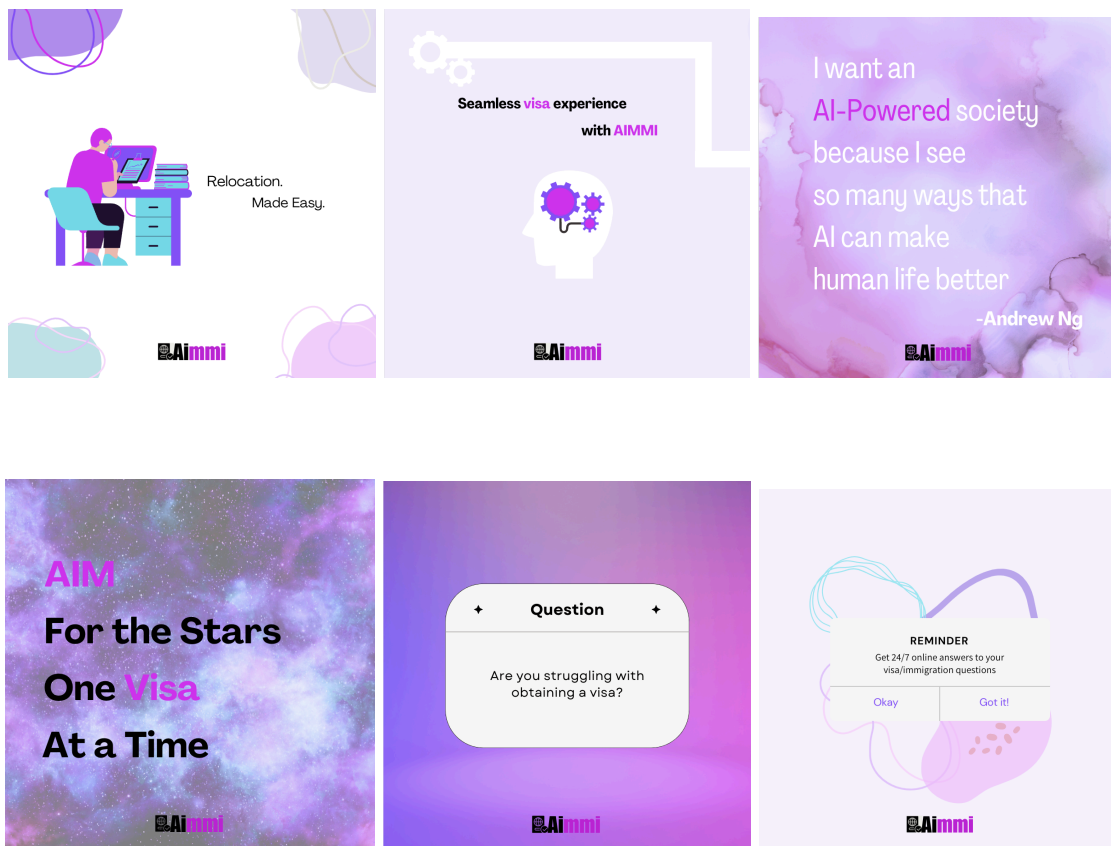 Relocation.
Made Easy.
Aimmi
Seamless visa experience
with AIMMI
Aimmi
I want an
AI-Powered society
because I see
so many ways that
AI can make
human life better
-Andrew Ng
Aimmi
AIM
For the Stars
One Visa
At a Time
Aimmi
Question
Are you struggling with
obtaining a visa?
Aimmi
REMINDER
Get 24/7 online answers to your
visa/immigration questions
Okay
Got it!
Aimmi